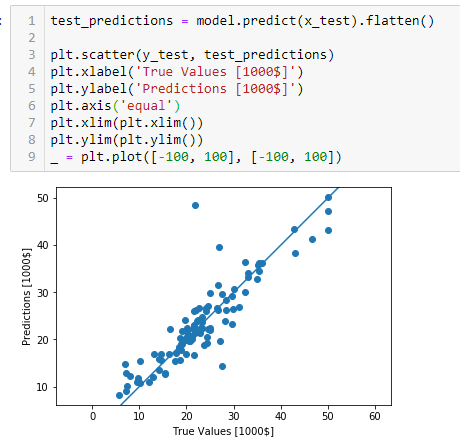 1 test_predictions = model.predict(x_test).flatten()
2
3 plt.scatter(y_test, test_predictions)
4 plt.xlabel('True Values [1000$]')
5 plt.ylabel('Predictions [1000$]')
6 plt.axis('equal')
7 plt.xlim(plt.xlim())
8 plt.ylim(plt.ylim())
9 _ = plt.plot([-100, 100], [-100, 100])
50
40
30
20
10
Predictions [1000$]
0 10 20 30 40 50 60
True Values [1000$]